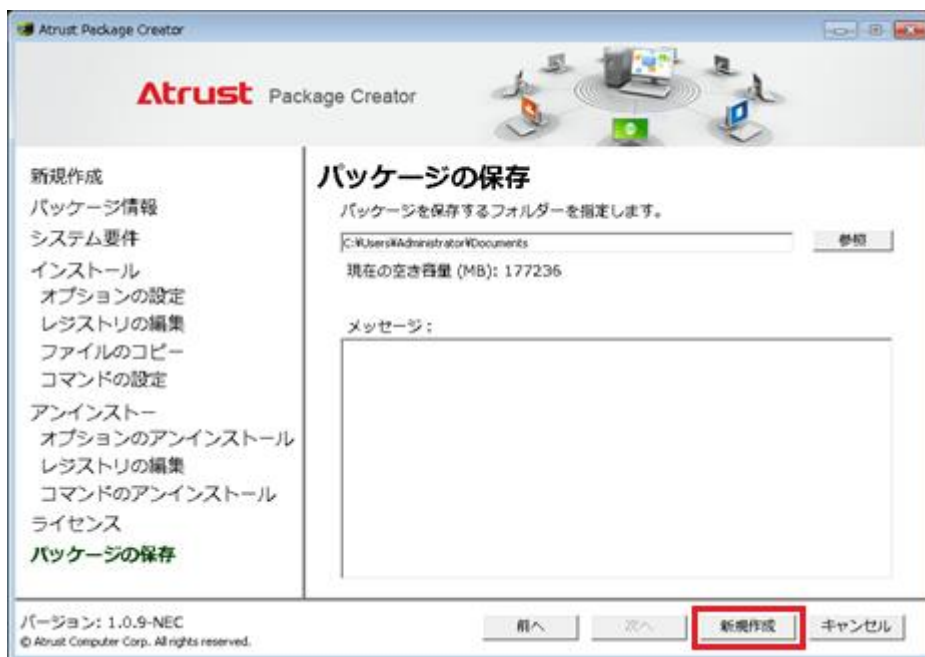 Atrust Package Creator
Atrust Package Creator
新規作成
パッケージ情報
システム要件
インストール
オプションの設定
レジストリの編集
ファイルのコピー
コマンドの設定
アンインストー
オプションのアンインストール
レジストリの編集
コマンドのアンインストール
ライセンス
パッケージの保存
パッケージの保存
パッケージを保存するフォルダーを指定します。
C:¥Users¥Administrator¥Documents
参照
現在の空き容量 (MB): 177236
メッセージ :
バージョン: 1.0.9-NEC
© Atrust Computer Corp. All rights reserved.
前へ
次へ
新規作成
キャンセル